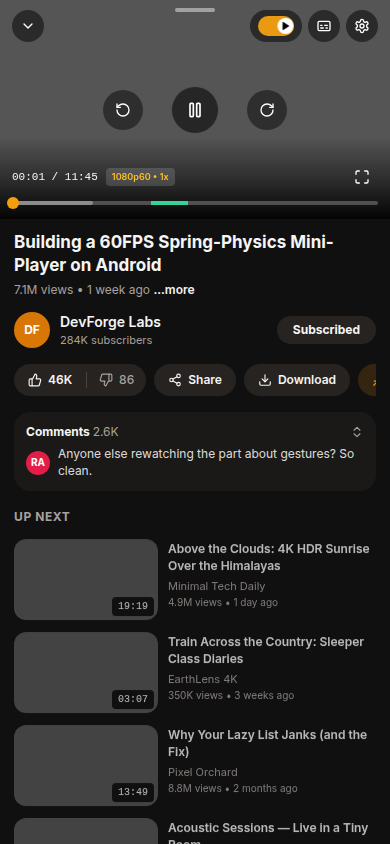 00:01 / 11:45
1080p60 • 1x
Building a 60FPS Spring-Physics Mini-
Player on Android
7.1M views • 1 week ago ...more
DF
DevForge Labs
284K subscribers
Subscribed
46K
86
Share
Download
Comments 2.6K
RA
Anyone else rewatching the part about gestures? So
clean.
UP NEXT
19:19
Above the Clouds: 4K HDR Sunrise
Over the Himalayas
Minimal Tech Daily
4.9M views • 1 day ago
03:07
Train Across the Country: Sleeper
Class Diaries
EarthLens 4K
350K views • 3 weeks ago
13:49
Why Your Lazy List Janks (and the
Fix)
Pixel Orchard
8.8M views • 2 months ago
Acoustic Sessions — Live in a Tiny
Room